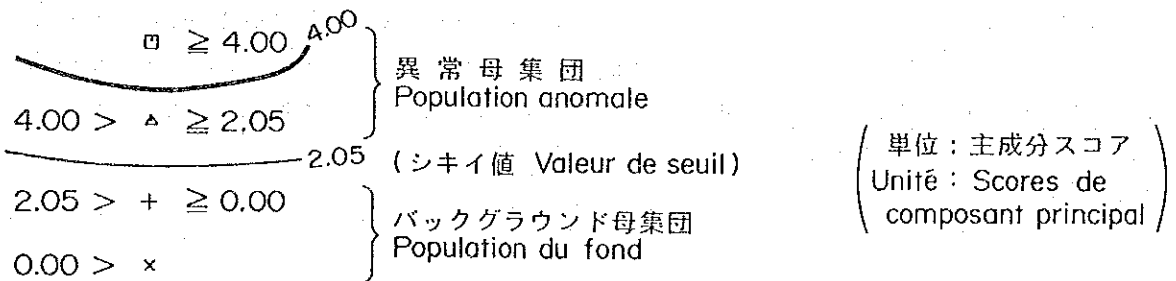 ≧ 4.00 4.00
異常母集団
Population anomale
4.00 > ≧ 2.05
2.05 (シキイ値 Valeur de seuil)
2.05 > + ≧ 0.00
バックグラウンド母集団
Population du fond
0.00 > ×
単位:主成分スコア
Unité : Scores de
composant principal